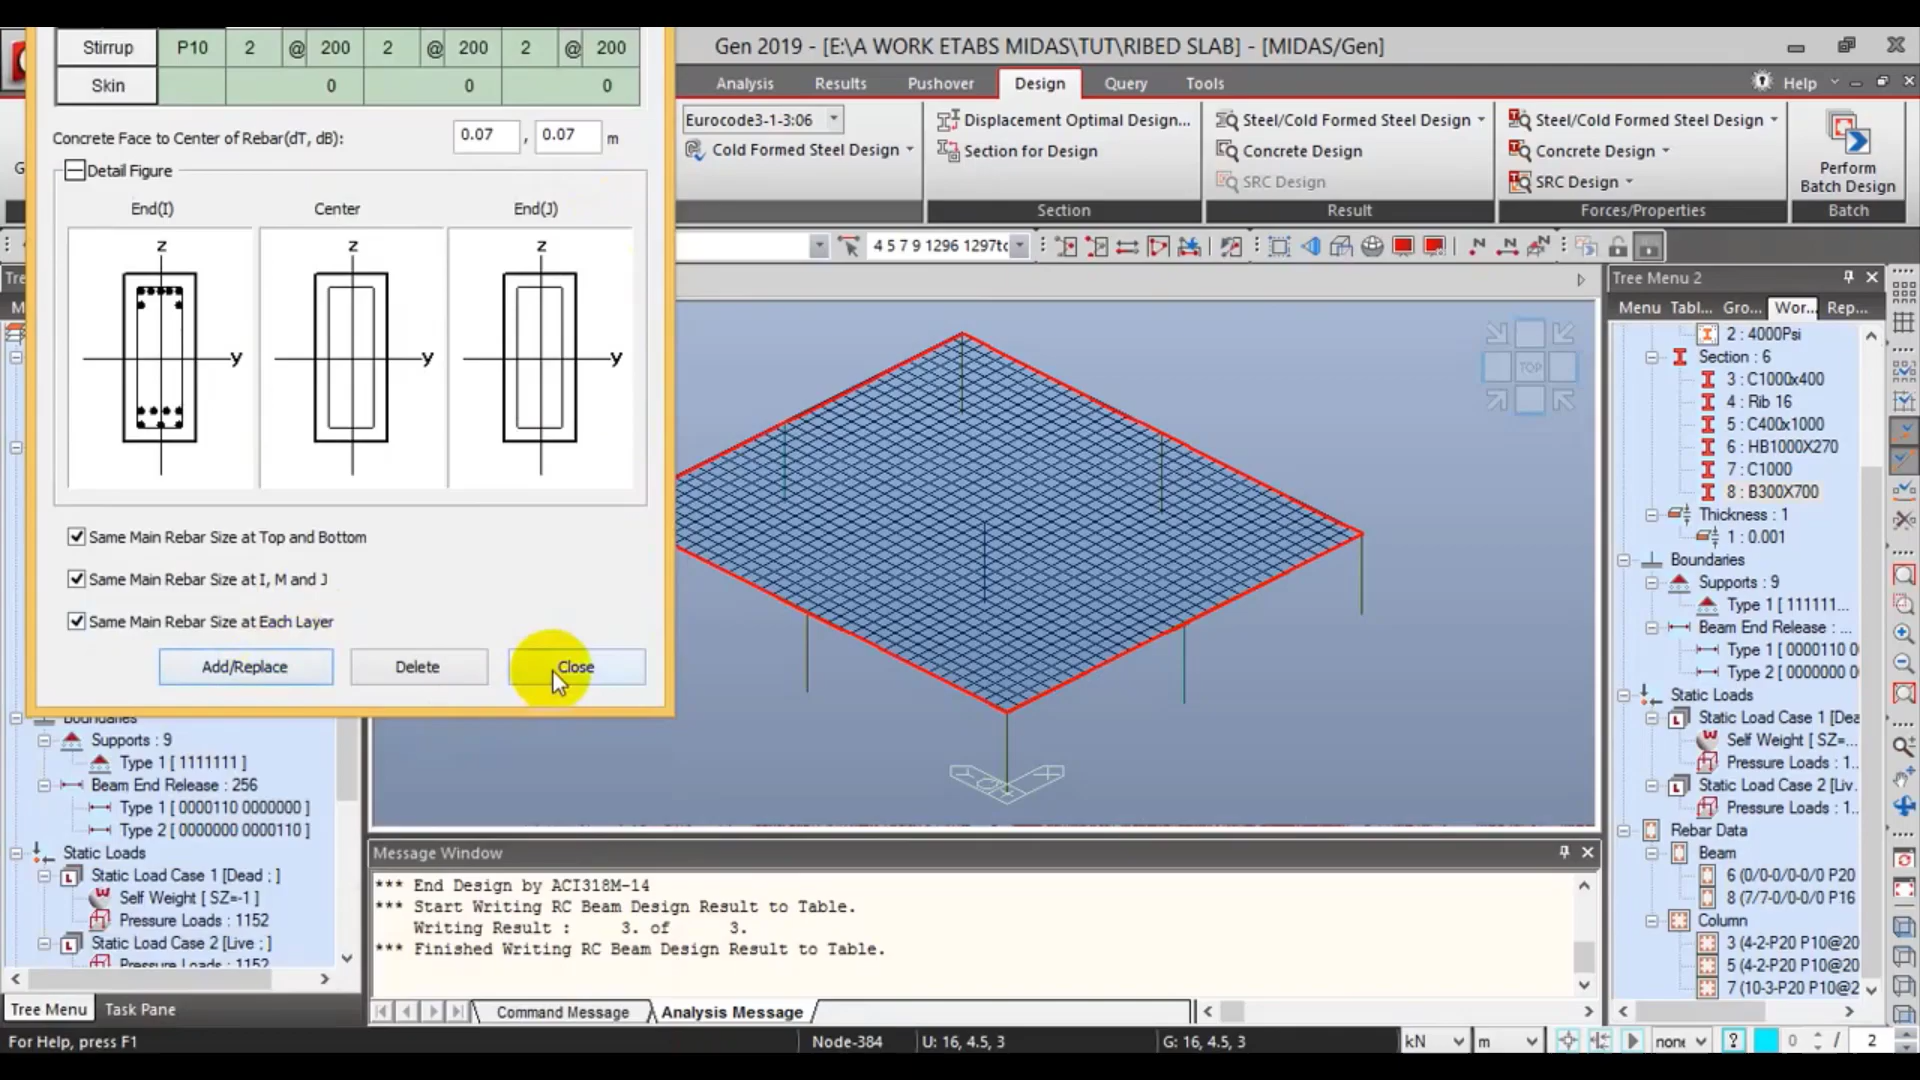 Stirrup P10 2 @ 200 2 @ 200 2 @ 200
Skin 0 0 0
Concrete Face to Center of Rebar(dT, dB): 0.07 , 0.07 m
Detail Figure
End(I) Center End(J)
z z z
y y y
Same Main Rebar Size at Top and Bottom
Same Main Rebar Size at I, M and J
Same Main Rebar Size at Each Layer
Add/Replace Delete Close
Gen 2019 - [E:\A WORK ETABS MIDAS\TUT\RIBED SLAB] - [MIDAS/Gen]
Analysis Results Pushover Design Query Tools Help
Eurocode3-1-3:06
Cold Formed Steel Design
Displacement Optimal Design...
Section for Design
Section
Steel/Cold Formed Steel Design
Concrete Design
SRC Design
Result
Steel/Cold Formed Steel Design
Concrete Design
SRC Design
Forces/Properties
Perform
Batch Design
Batch
4 5 7 9 1296 1297to
TOP
Boundaries
Supports : 9
Type 1 [ 1111111 ]
Beam End Release : 256
Type 1 [ 0000110 0000000 ]
Type 2 [ 0000000 0000110 ]
Static Loads
Static Load Case 1 [Dead ; ]
Self Weight [ SZ=-1 ]
Pressure Loads : 1152
Static Load Case 2 [Live ; ]
Pressure Loads : 1152
Tree Menu Task Pane
Message Window
*** End Design by ACI318M-14
*** Start Writing RC Beam Design Result to Table.
Writing Result : 3. of 3.
*** Finished Writing RC Beam Design Result to Table.
Command Message Analysis Message
Tree Menu 2
Menu Tabl... Gro... Wor... Rep...
2 : 4000Psi
Section : 6
3 : C1000x400
4 : Rib 16
5 : C400x1000
6 : HB1000X270
7 : C1000
8 : B300X700
Thickness : 1
1 : 0.001
Boundaries
Supports : 9
Type 1 [ 111111...
Beam End Release : ...
Type 1 [ 0000110 0
Type 2 [ 0000000 0
Static Loads
Static Load Case 1 [Dea
Self Weight [ SZ=...
Pressure Loads : 1..
Static Load Case 2 [Liv
Pressure Loads : 1..
Rebar Data
Beam
6 (0/0-0/0-0/0 P20
8 (7/7-0/0-0/0 P16
Column
3 (4-2-P20 P10@20
5 (4-2-P20 P10@20
7 (10-3-P20 P10@2
For Help, press F1 Node-384 U: 16, 4.5, 3 G: 16, 4.5, 3 kN m none 0 / 2